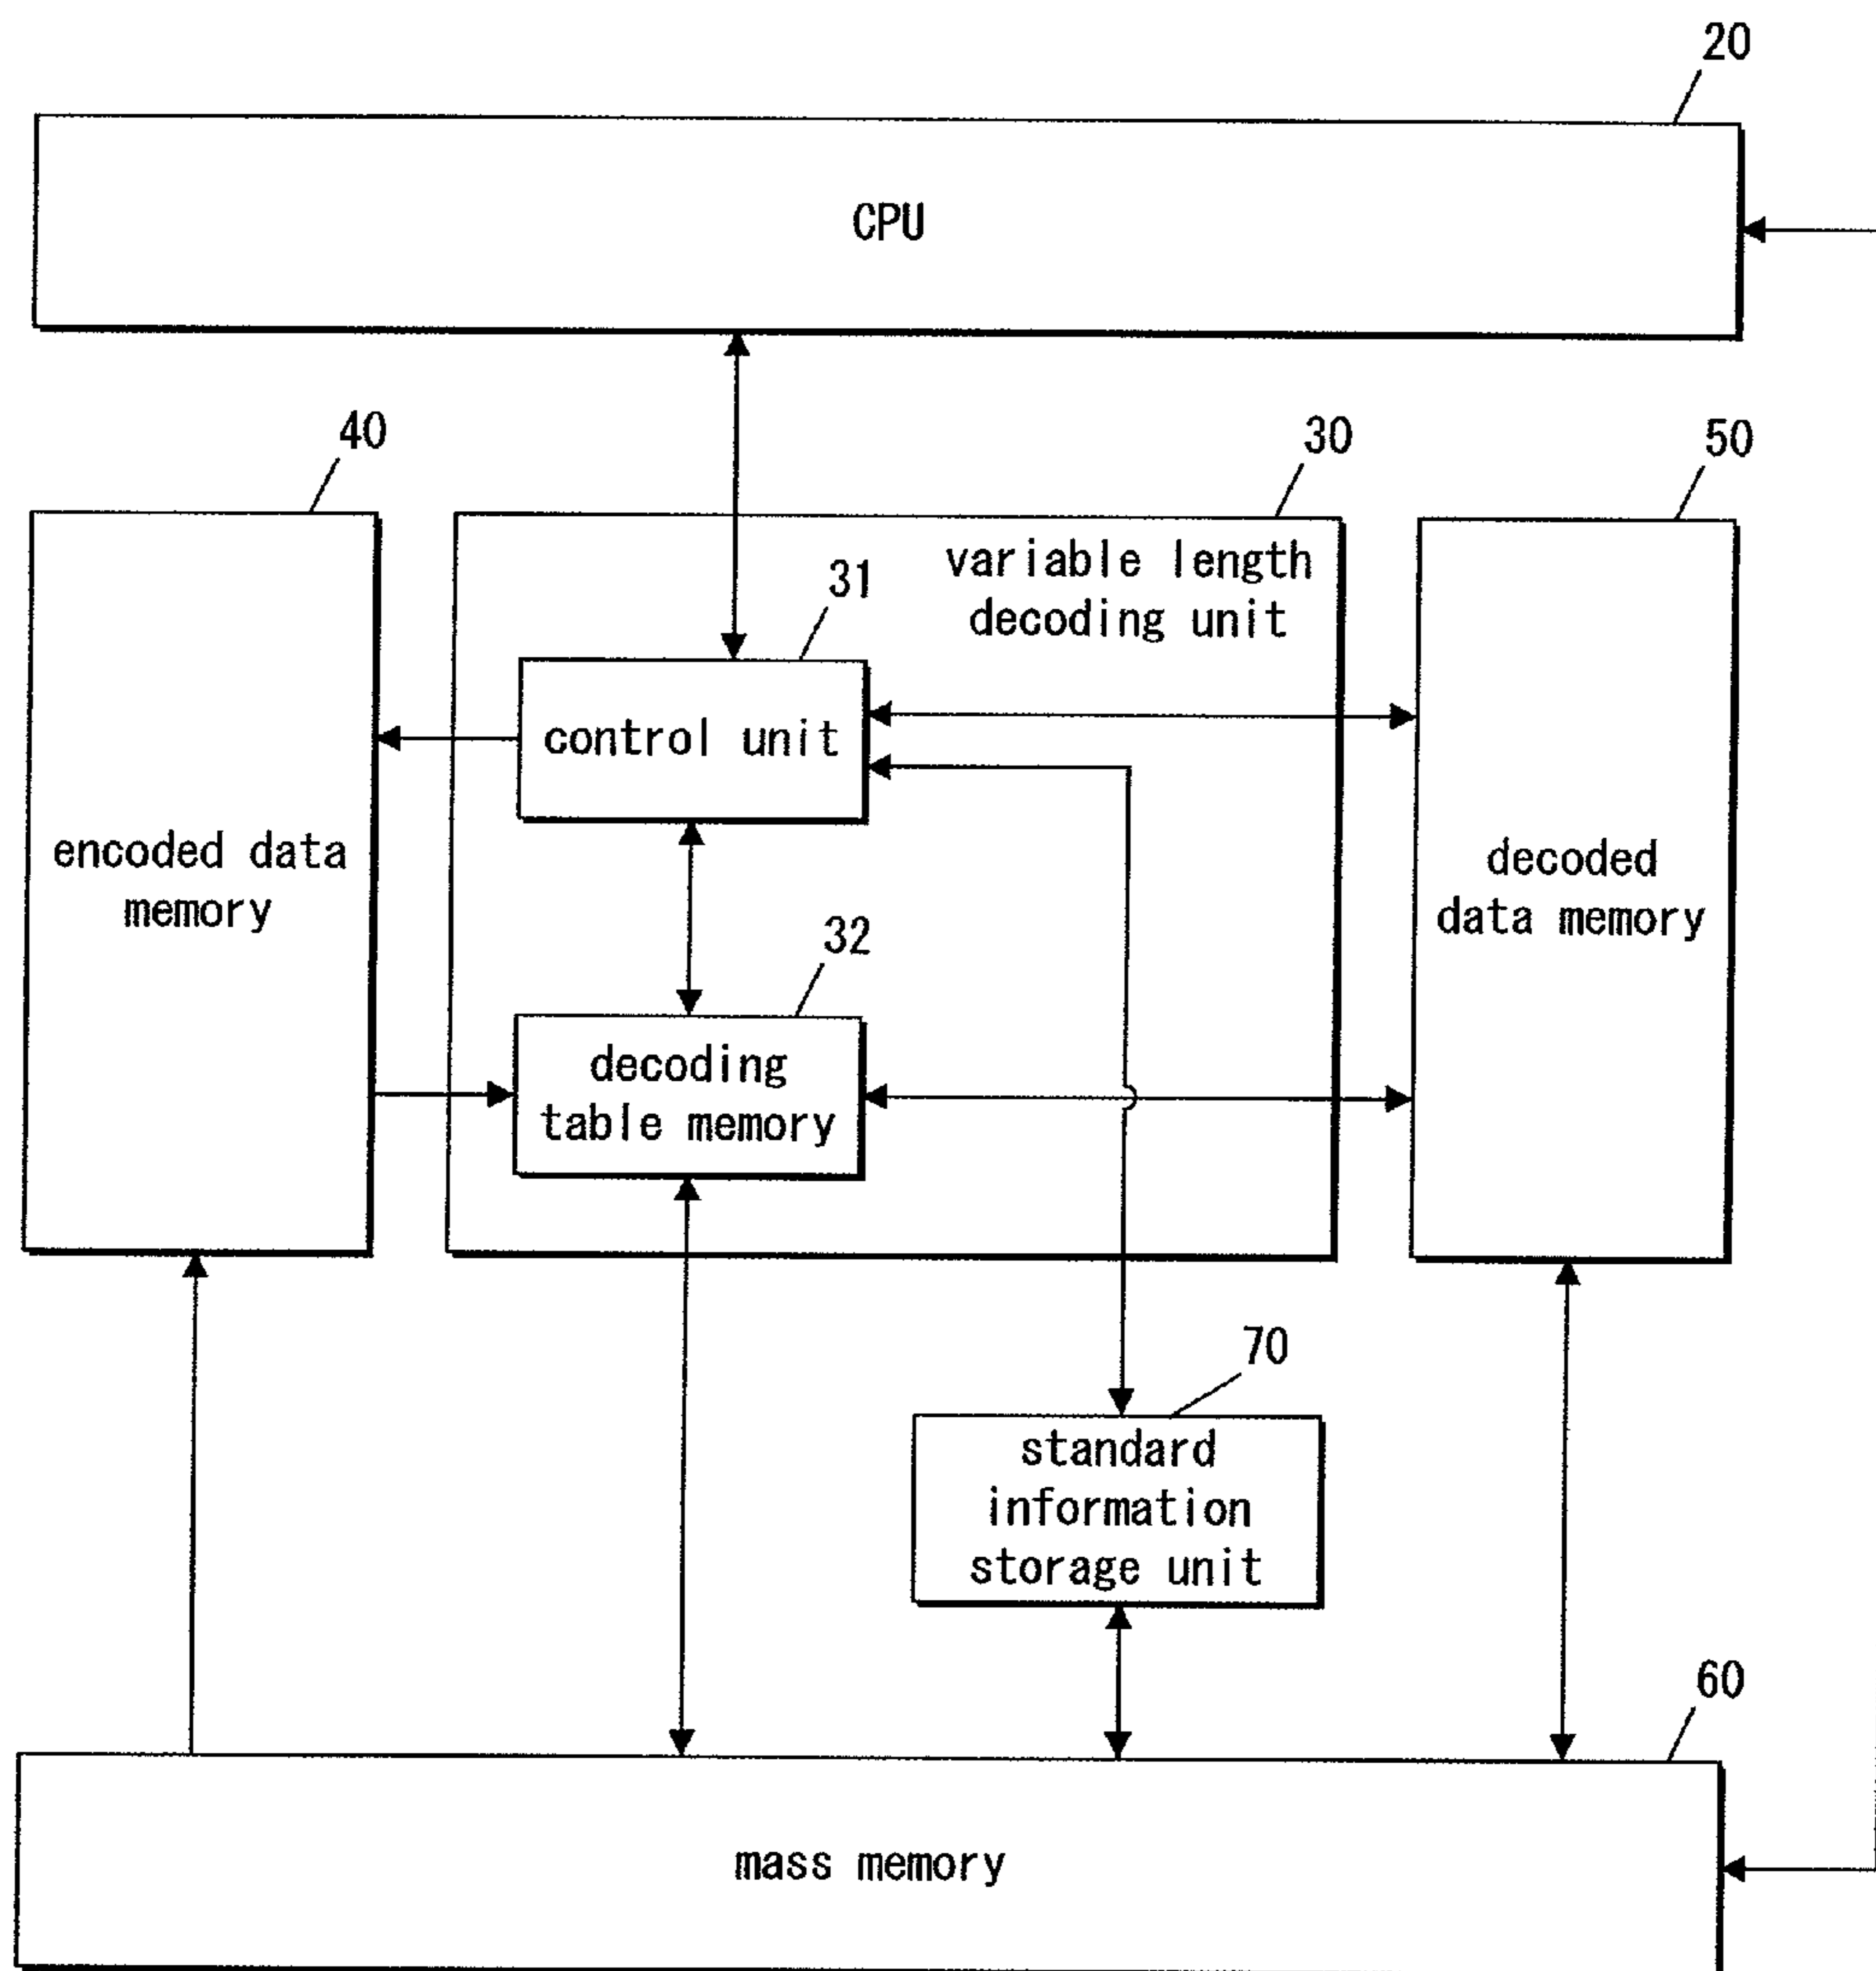 20
CPU
40
30
50
variable length
decoding unit
31
control unit
encoded data
memory
decoded
data memory
32
decoding
table memory
70
standard
information
storage unit
60
mass memory